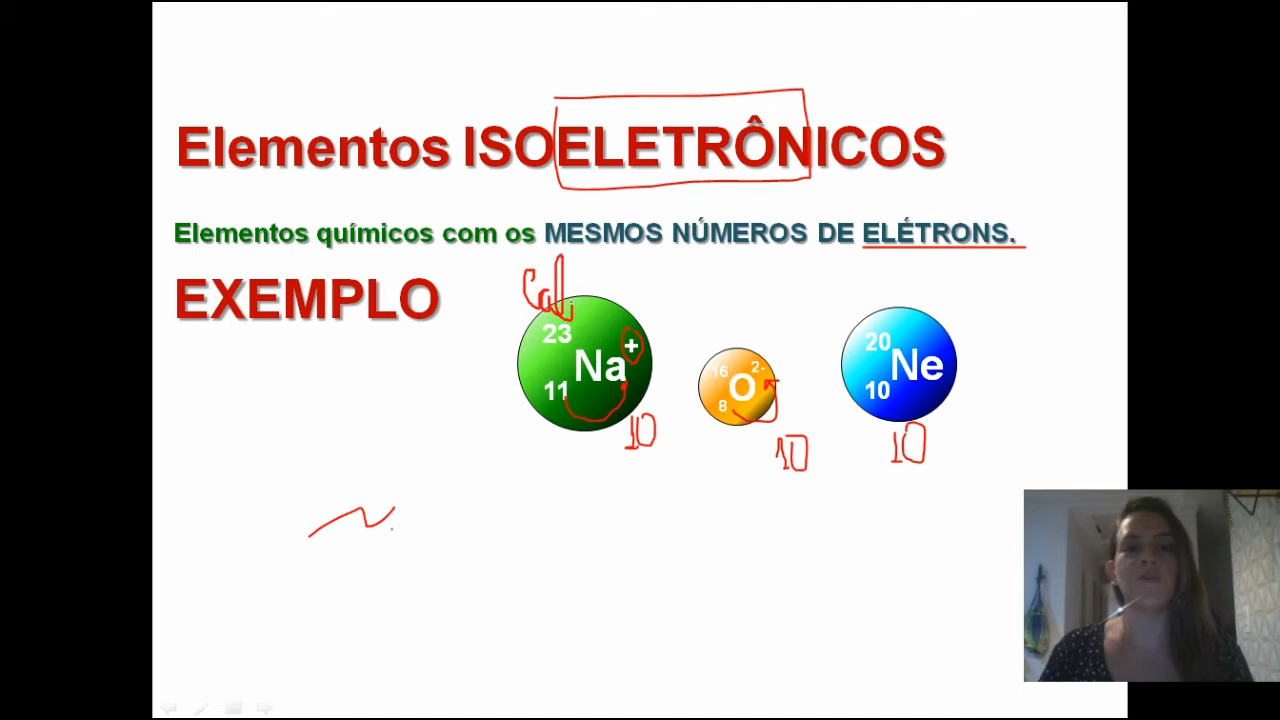 Elementos ISOELETRÔNICOS
Elementos químicos com os MESMOS NÚMEROS DE ELÉTRONS.
EXEMPLO
23
Na+
11
10
16
2-
O
8
10
20
Ne
10
10